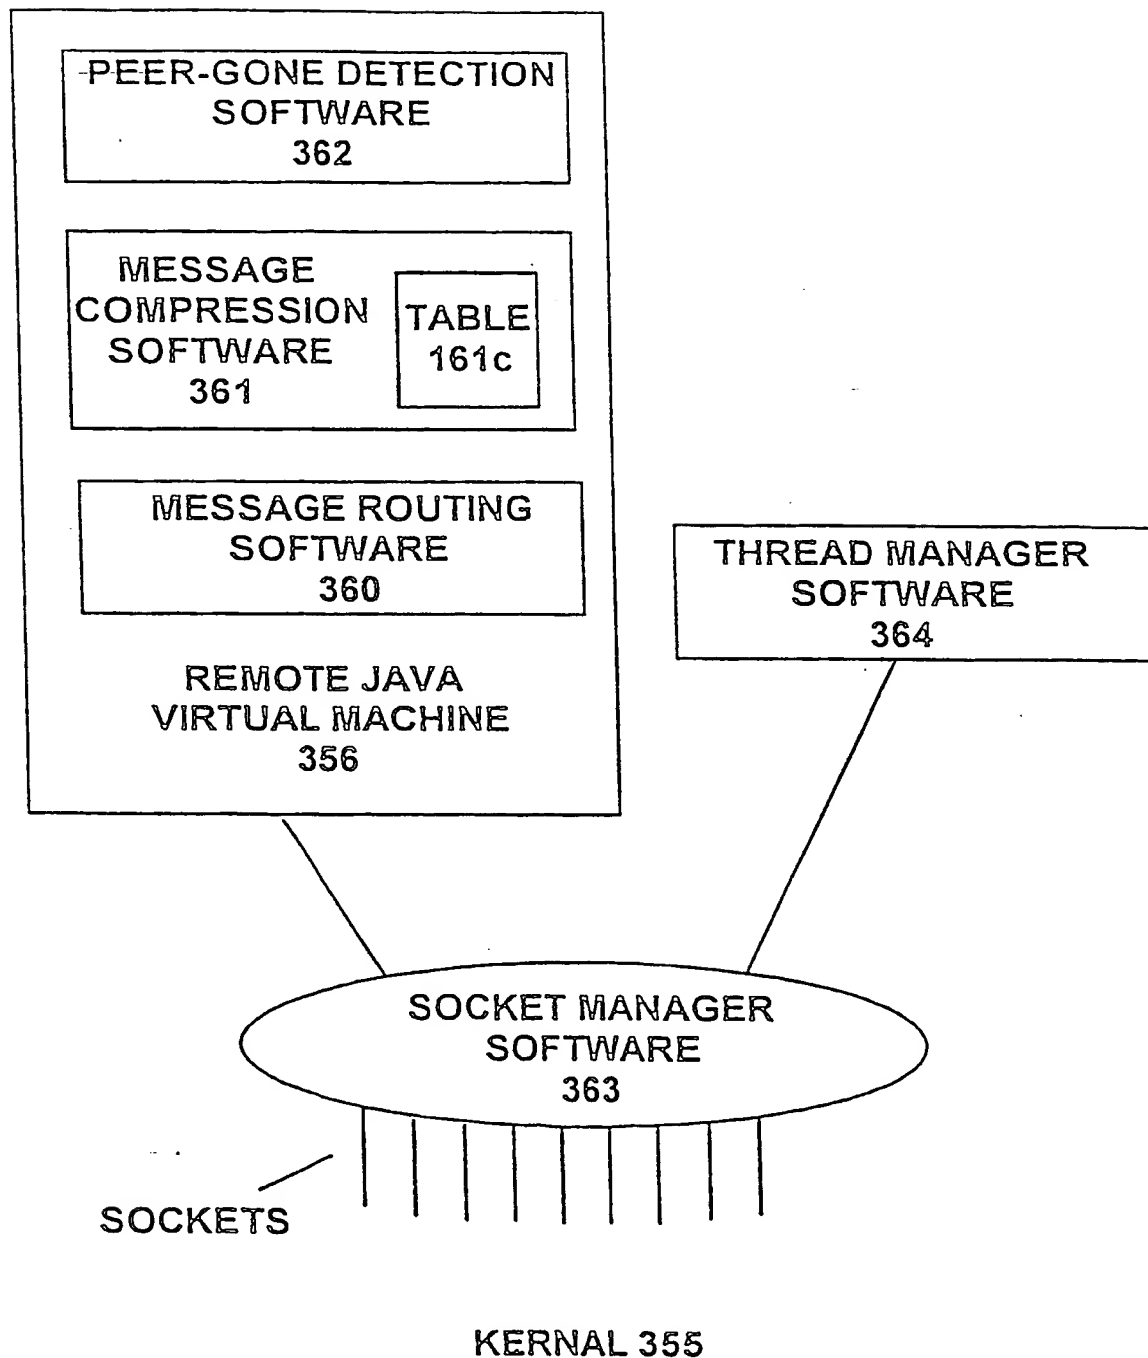 PEER-GONE DETECTION
SOFTWARE
362
MESSAGE
COMPRESSION
SOFTWARE
361
TABLE
161c
MESSAGE ROUTING
SOFTWARE
360
REMOTE JAVA
VIRTUAL MACHINE
356
THREAD MANAGER
SOFTWARE
364
SOCKET MANAGER
SOFTWARE
363
SOCKETS
KERNAL 355